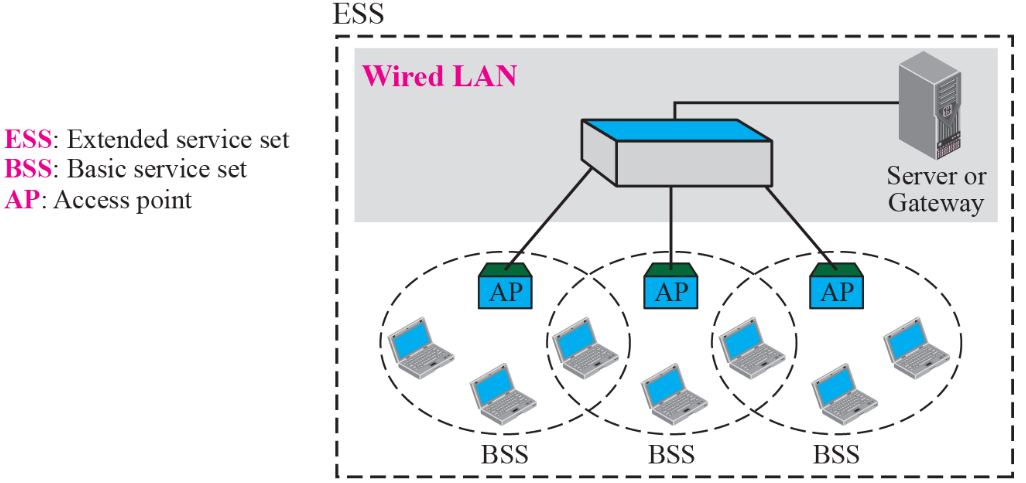 ESS
Wired LAN
ESS: Extended service set
BSS: Basic service set
AP: Access point
Server or
Gateway
AP
AP
AP
BSS
BSS
BSS